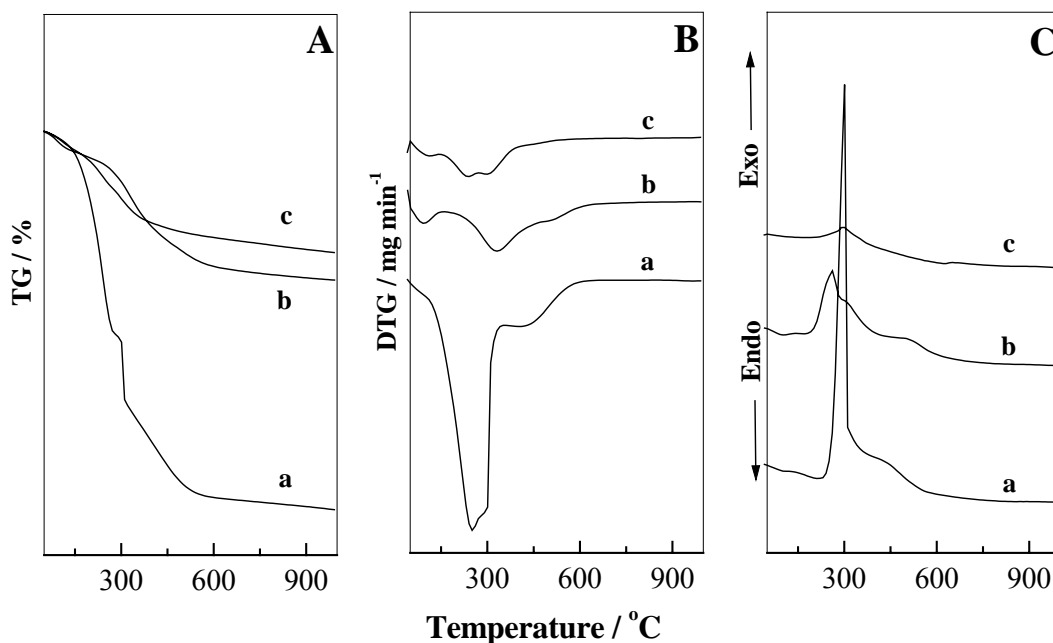 A
B
C
TG / %
c
b
a
DTG / mg min⁻¹
c
b
a
Exo
Endo
c
b
a
300 600 900
300 600 900
300 600 900
Temperature / °C